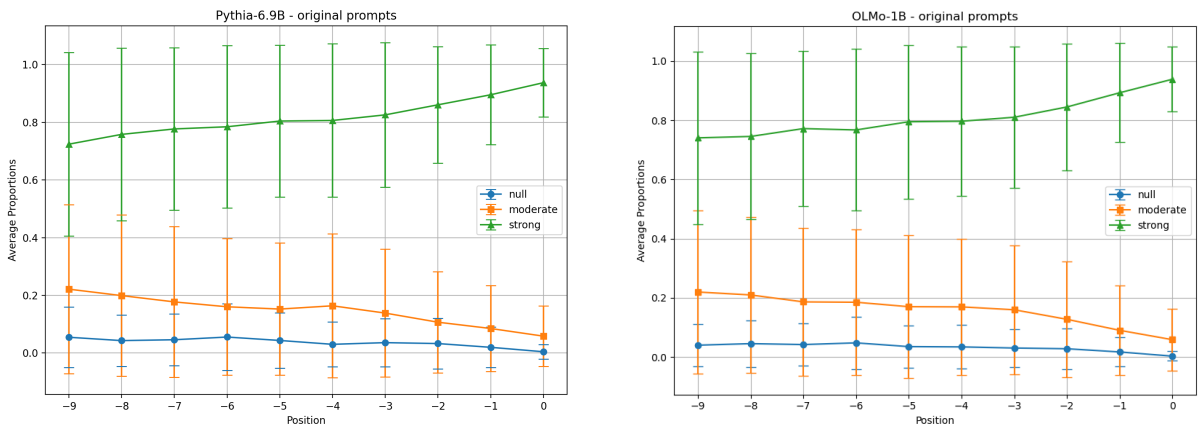 Pythia-6.9B - original prompts
Average Proportions
1.0
0.8
0.6
0.4
0.2
0.0
null
moderate
strong
−9 −8 −7 −6 −5 −4 −3 −2 −1 0
Position
OLMo-1B - original prompts
Average Proportions
1.0
0.8
0.6
0.4
0.2
0.0
null
moderate
strong
−9 −8 −7 −6 −5 −4 −3 −2 −1 0
Position